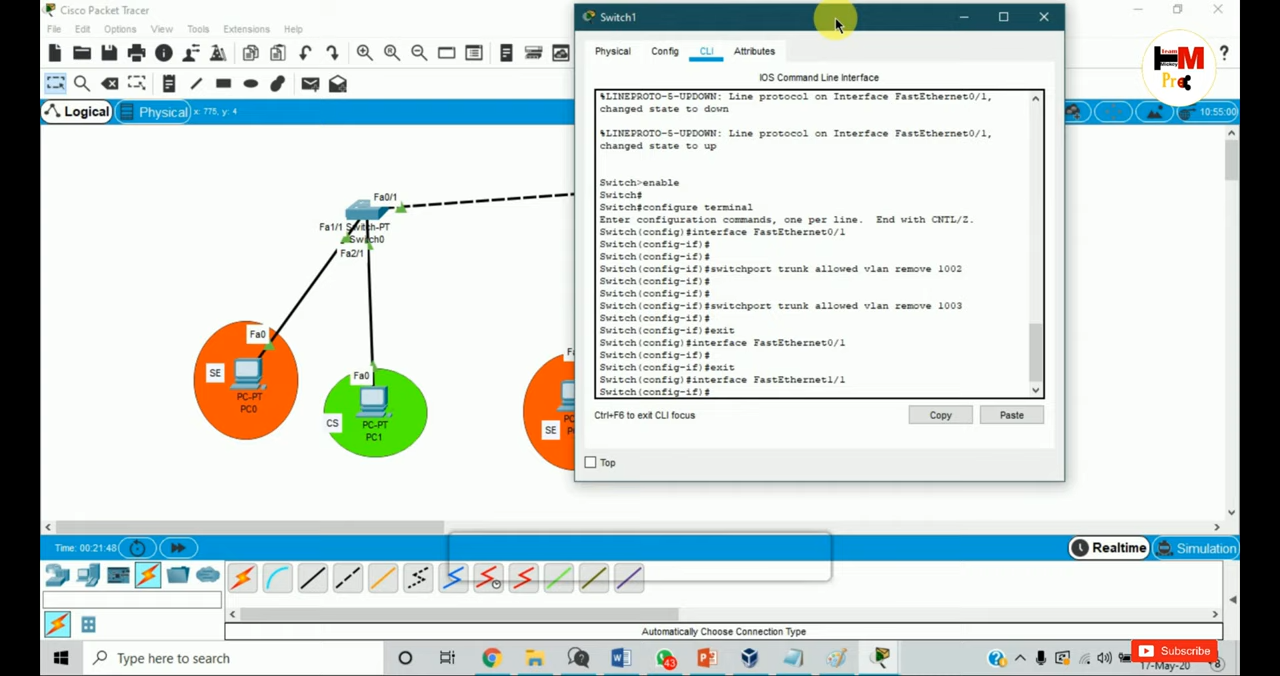 Cisco Packet Tracer
File Edit Options View Tools Extensions Help
Logical
Physical
x: 775, y: 4
10:55:00
Switch1
Physical Config CLI Attributes
IOS Command Line Interface
%LINEPROTO-5-UPDOWN: Line protocol on Interface FastEthernet0/1,
changed state to down
%LINEPROTO-5-UPDOWN: Line protocol on Interface FastEthernet0/1,
changed state to up
Switch>enable
Switch#
Switch#configure terminal
Enter configuration commands, one per line. End with CNTL/Z.
Switch(config)#interface FastEthernet0/1
Switch(config-if)#
Switch(config-if)#
Switch(config-if)#switchport trunk allowed vlan remove 1002
Switch(config-if)#
Switch(config-if)#
Switch(config-if)#switchport trunk allowed vlan remove 1003
Switch(config-if)#
Switch(config-if)#exit
Switch(config)#interface FastEthernet0/1
Switch(config-if)#
Switch(config-if)#exit
Switch(config)#interface FastEthernet1/1
Switch(config-if)#
Ctrl+F6 to exit CLI focus
Copy
Paste
Top
Fa0/1
Fa1/1 Switch-PT
Switch0
Fa2/1
Fa0
SE
PC-PT
PC0
Fa0
CS
PC-PT
PC1
SE
HM
Pro
Time: 00:21:48
Realtime
Simulation
Automatically Choose Connection Type
Type here to search
43
17-May-20
8
Subscribe